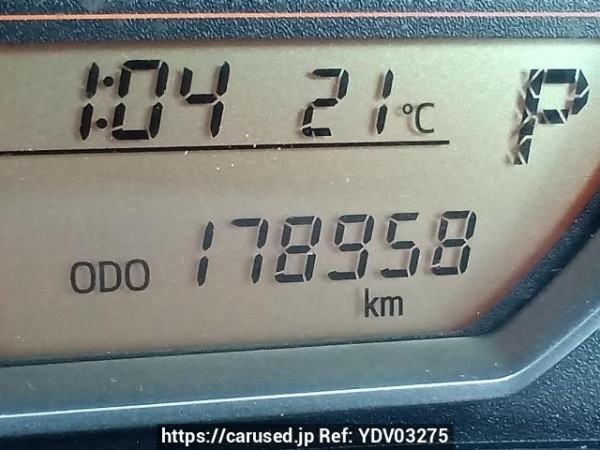 1:04 21°C P
ODO 178958
km
https://carused.jp Ref: YDV03275